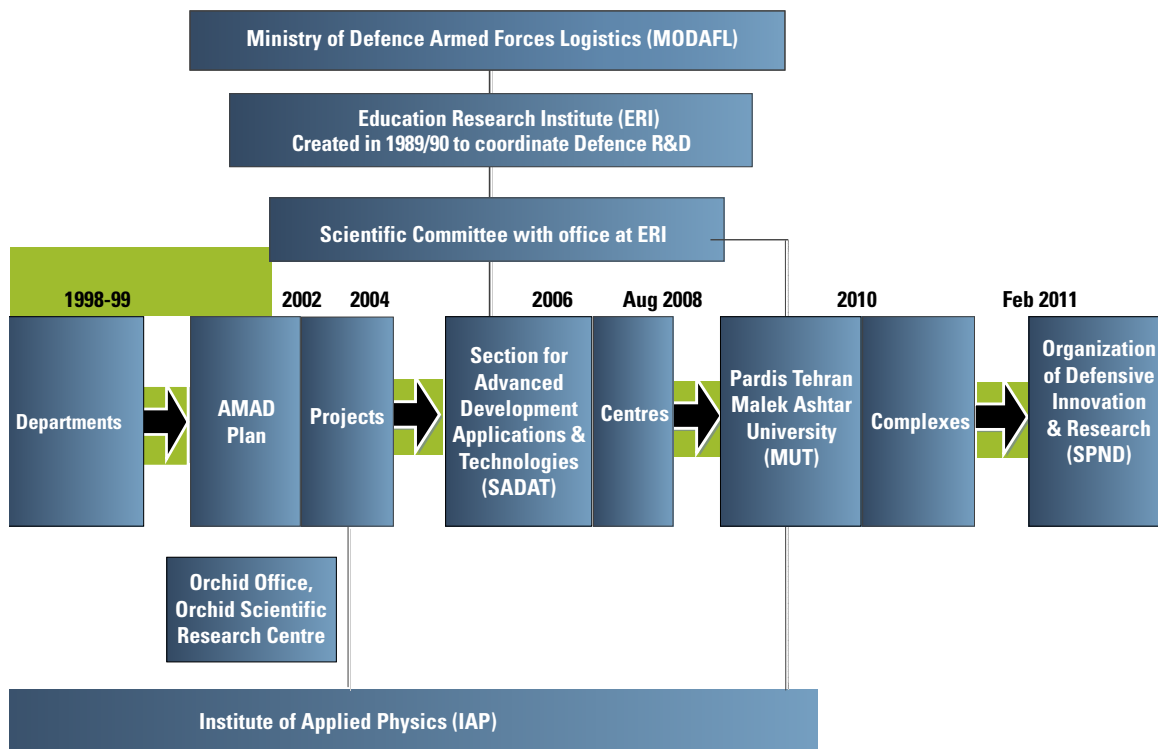 Ministry of Defence Armed Forces Logistics (MODAFL)
Education Research Institute (ERI)
Created in 1989/90 to coordinate Defence R&D
Scientific Committee with office at ERI
1998-99
2002
2004
2006
Aug 2008
2010
Feb 2011
Departments
AMAD
Plan
Projects
Section for
Advanced
Development
Applications &
Technologies
(SADAT)
Centres
Pardis Tehran
Malek Ashtar
University
(MUT)
Complexes
Organization
of Defensive
Innovation
& Research
(SPND)
Orchid Office,
Orchid Scientific
Research Centre
Institute of Applied Physics (IAP)